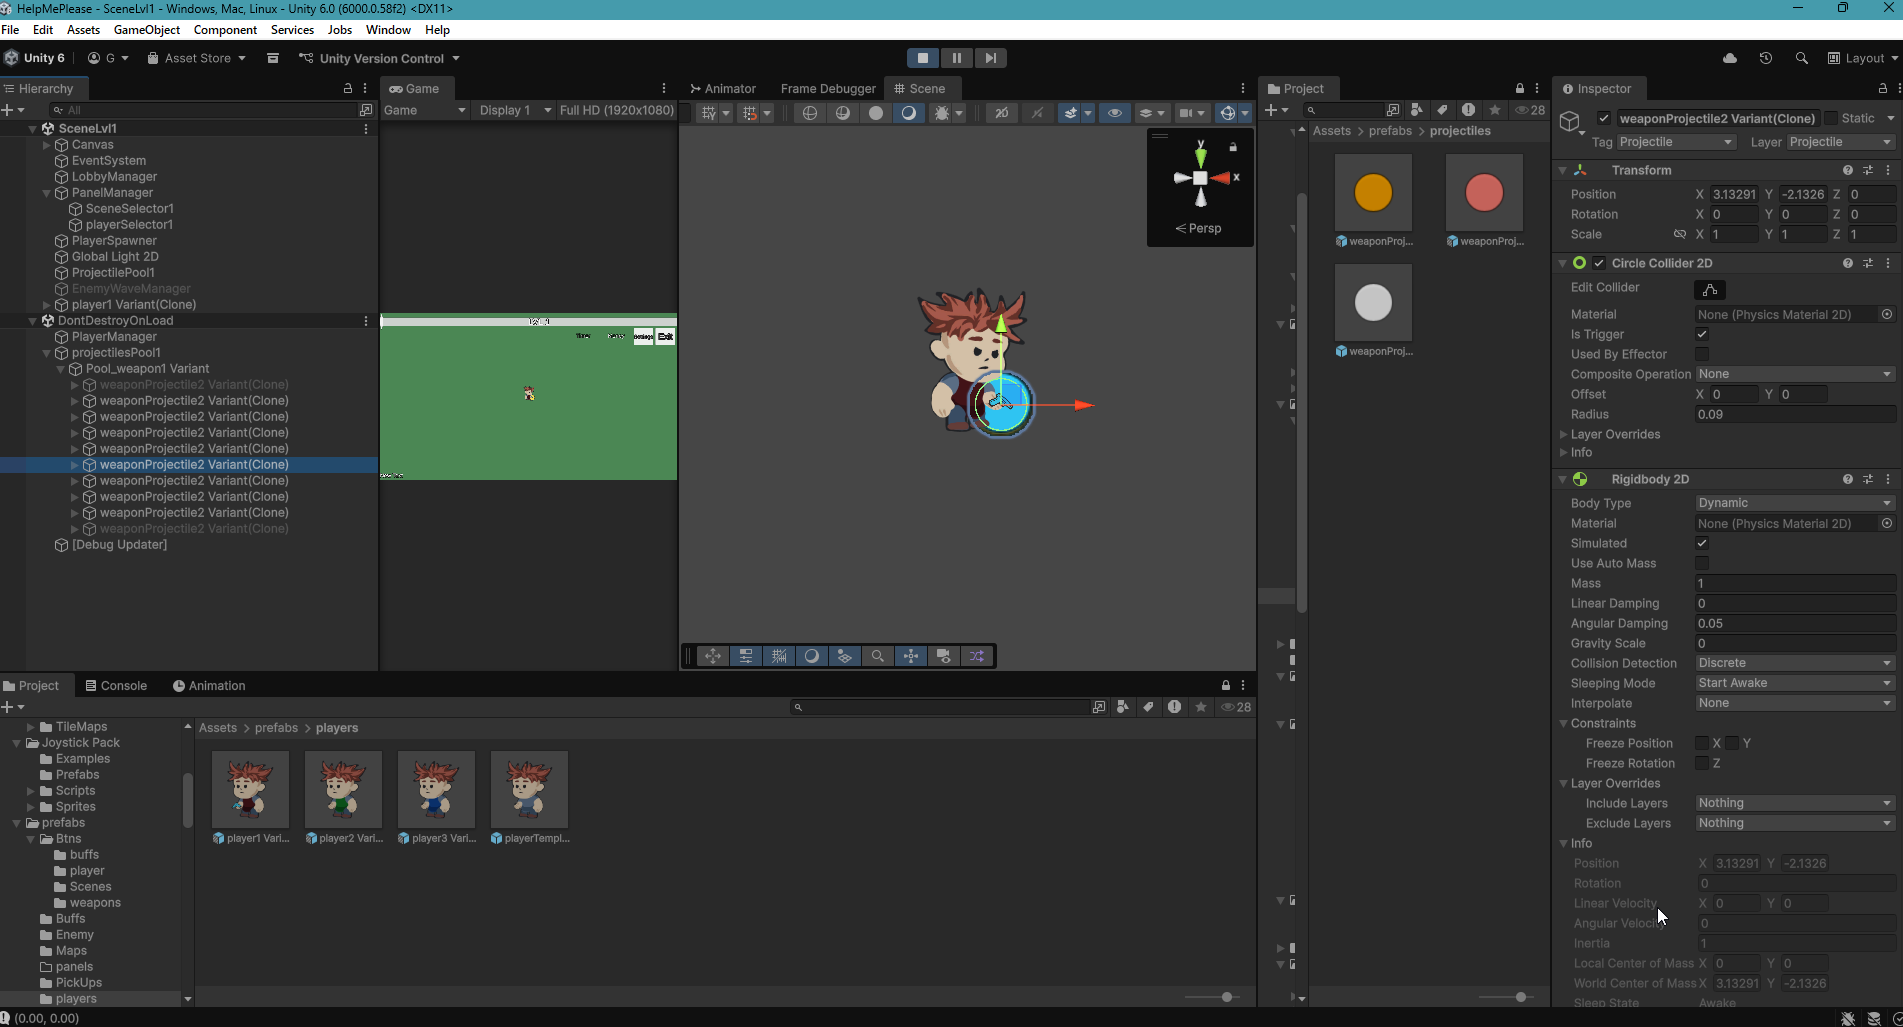 HelpMePlease - SceneLvl1 - Windows, Mac, Linux - Unity 6.0 (6000.0.58f2) <DX11>
File Edit Assets GameObject Component Services Jobs Window Help
Unity 6 G Asset Store Unity Version Control Layout
Hierarchy
All
SceneLvl1
Canvas
EventSystem
LobbyManager
PanelManager
SceneSelector1
playerSelector1
PlayerSpawner
Global Light 2D
ProjectilePool1
EnemyWaveManager
player1 Variant(Clone)
DontDestroyOnLoad
PlayerManager
projectilesPool1
Pool_weapon1 Variant
weaponProjectile2 Variant(Clone)
weaponProjectile2 Variant(Clone)
weaponProjectile2 Variant(Clone)
weaponProjectile2 Variant(Clone)
weaponProjectile2 Variant(Clone)
weaponProjectile2 Variant(Clone)
weaponProjectile2 Variant(Clone)
weaponProjectile2 Variant(Clone)
weaponProjectile2 Variant(Clone)
weaponProjectile2 Variant(Clone)
[Debug Updater]
Game
Game Display 1 Full HD (1920x1080)
Settings Exit
Animator Frame Debugger Scene
2D
y
x
Persp
Project
28
Assets > prefabs > projectiles
weaponProj... weaponProj...
weaponProj...
Inspector
weaponProjectile2 Variant(Clone) Static
Tag Projectile Layer Projectile
Transform
Position X 3.13291 Y -2.1326 Z 0
Rotation X 0 Y 0 Z 0
Scale X 1 Y 1 Z 1
Circle Collider 2D
Edit Collider
Material None (Physics Material 2D)
Is Trigger
Used By Effector
Composite Operation None
Offset X 0 Y 0
Radius 0.09
Layer Overrides
Info
Rigidbody 2D
Body Type Dynamic
Material None (Physics Material 2D)
Simulated
Use Auto Mass
Mass 1
Linear Damping 0
Angular Damping 0.05
Gravity Scale 0
Collision Detection Discrete
Sleeping Mode Start Awake
Interpolate None
Constraints
Freeze Position X Y
Freeze Rotation Z
Layer Overrides
Include Layers Nothing
Exclude Layers Nothing
Info
Position X 3.13291 Y -2.1326
Rotation 0
Linear Velocity X 0 Y 0
Angular Velocity 0
Inertia 1
Local Center of Mass X 0 Y 0
World Center of Mass X 3.13291 Y -2.1326
Sleep State Awake
Project Console Animation
28
TileMaps
Joystick Pack
Examples
Prefabs
Scripts
Sprites
prefabs
Btns
buffs
player
Scenes
weapons
Buffs
Enemy
Maps
panels
PickUps
players
Assets > prefabs > players
player1 Vari... player2 Vari... player3 Vari... playerTempl...
(0.00, 0.00)